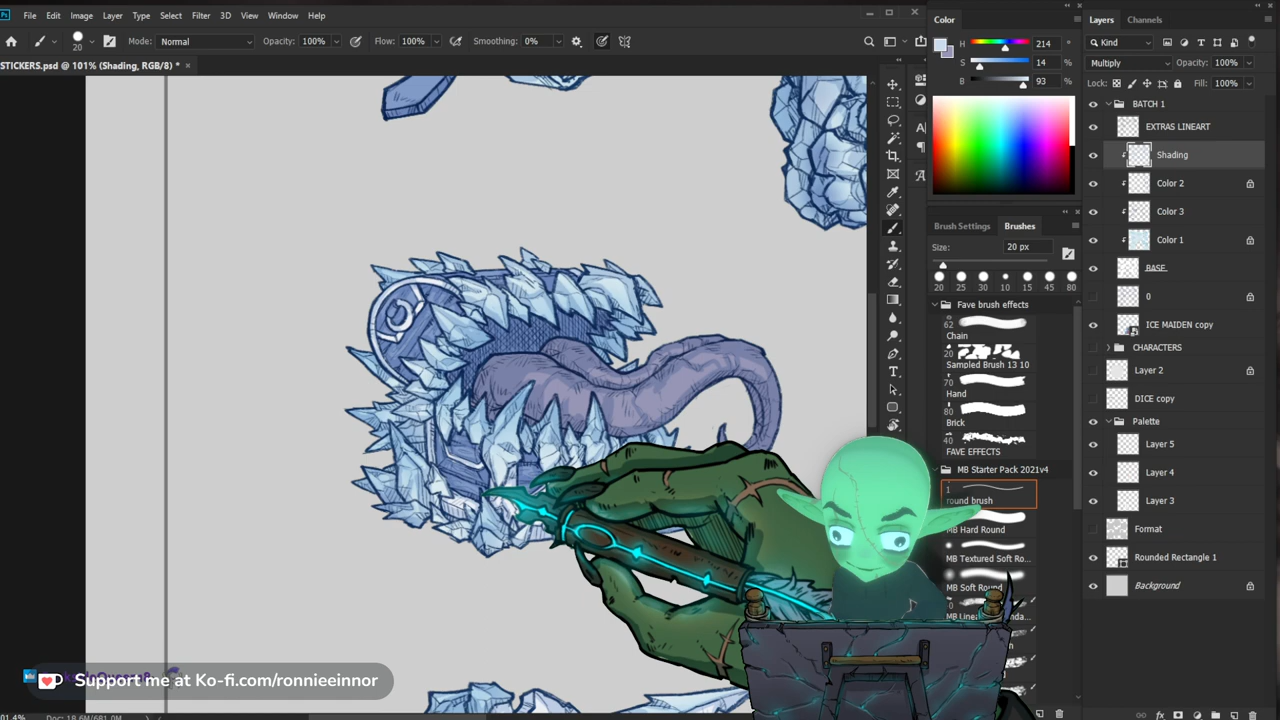 Ps File Edit Image Layer Type Select Filter 3D View Window Help
20 Mode: Normal Opacity: 100% Flow: 100% Smoothing: 0%
STICKERS.psd @ 101% (Shading, RGB/8) * ×
Color
H 214 °
S 14 %
B 93 %
Brush Settings Brushes
Size: 20 px
20 25 30 10 15 45 80
Fave brush effects
62
Chain
20
Sampled Brush 13 10
70
Hand
80
Brick
40
FAVE EFFECTS
MB Starter Pack 2021v4
1
round brush
MB Hard Round
MB Textured Soft Ro...
MB Soft Round
Layers Channels
Kind
Multiply Opacity: 100%
Lock: Fill: 100%
BATCH 1
EXTRAS LINEART
Shading
Color 2
Color 3
Color 1
BASE
0
ICE MAIDEN copy
CHARACTERS
Layer 2
DICE copy
Palette
Layer 5
Layer 4
Layer 3
Format
Rounded Rectangle 1
Background
Support me at Ko-fi.com/ronnieeinnor